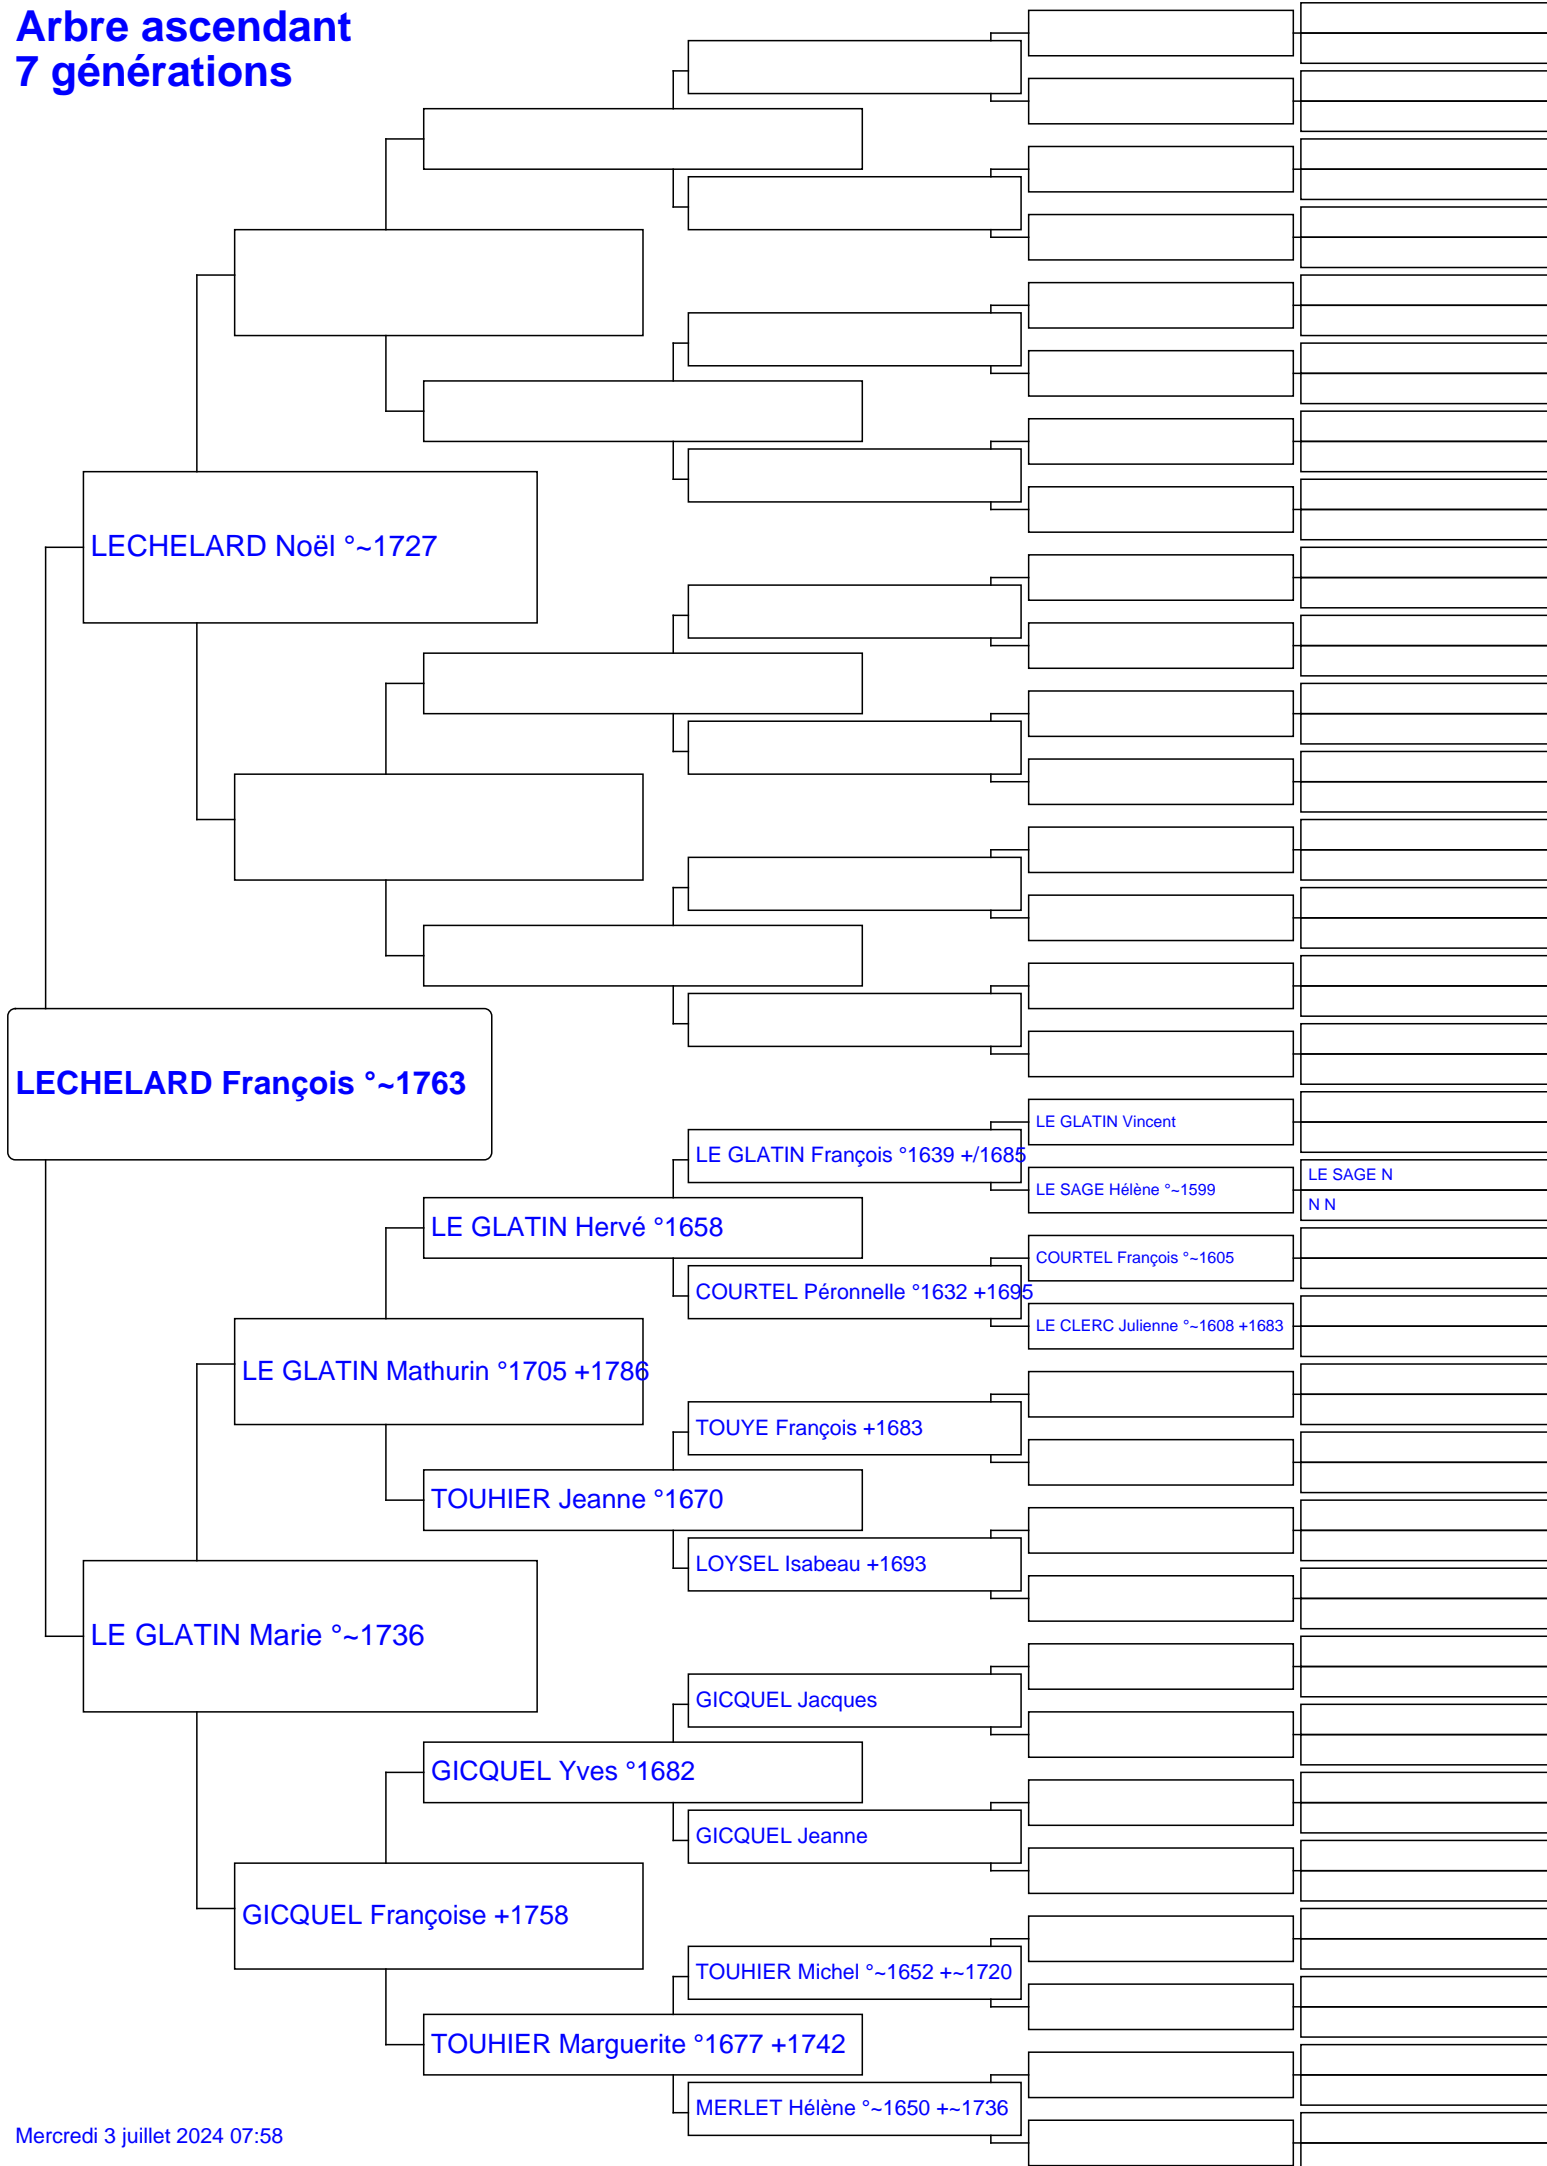 Arbre ascendant
7 générations
LECHELARD Noël °~1727
LECHELARD François °~1763
LE GLATIN Vincent
LE GLATIN François °1639 +/1685
LE SAGE N
LE SAGE Hélène °~1599
N N
LE GLATIN Hervé °1658
COURTEL François °~1605
COURTEL Péronnelle °1632 +1695
LE CLERC Julienne °~1608 +1683
LE GLATIN Mathurin °1705 +1786
TOUYE François +1683
TOUHIER Jeanne °1670
LOYSEL Isabeau +1693
LE GLATIN Marie °~1736
GICQUEL Jacques
GICQUEL Yves °1682
GICQUEL Jeanne
GICQUEL Françoise +1758
TOUHIER Michel °~1652 +~1720
TOUHIER Marguerite °1677 +1742
MERLET Hélène °~1650 +~1736
Mercredi 3 juillet 2024 07:58